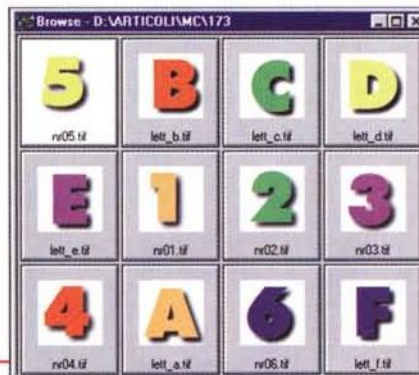 Browse - D:\ARTICOLI\MC\173
5 B C D
nr05.tif lett_b.tif lett_c.tif lett_d.tif
E 1 2 3
lett_e.tif nr01.tif nr02.tif nr03.tif
4 A 6 F
nr04.tif lett_a.tif nr06.tif lett_f.tif